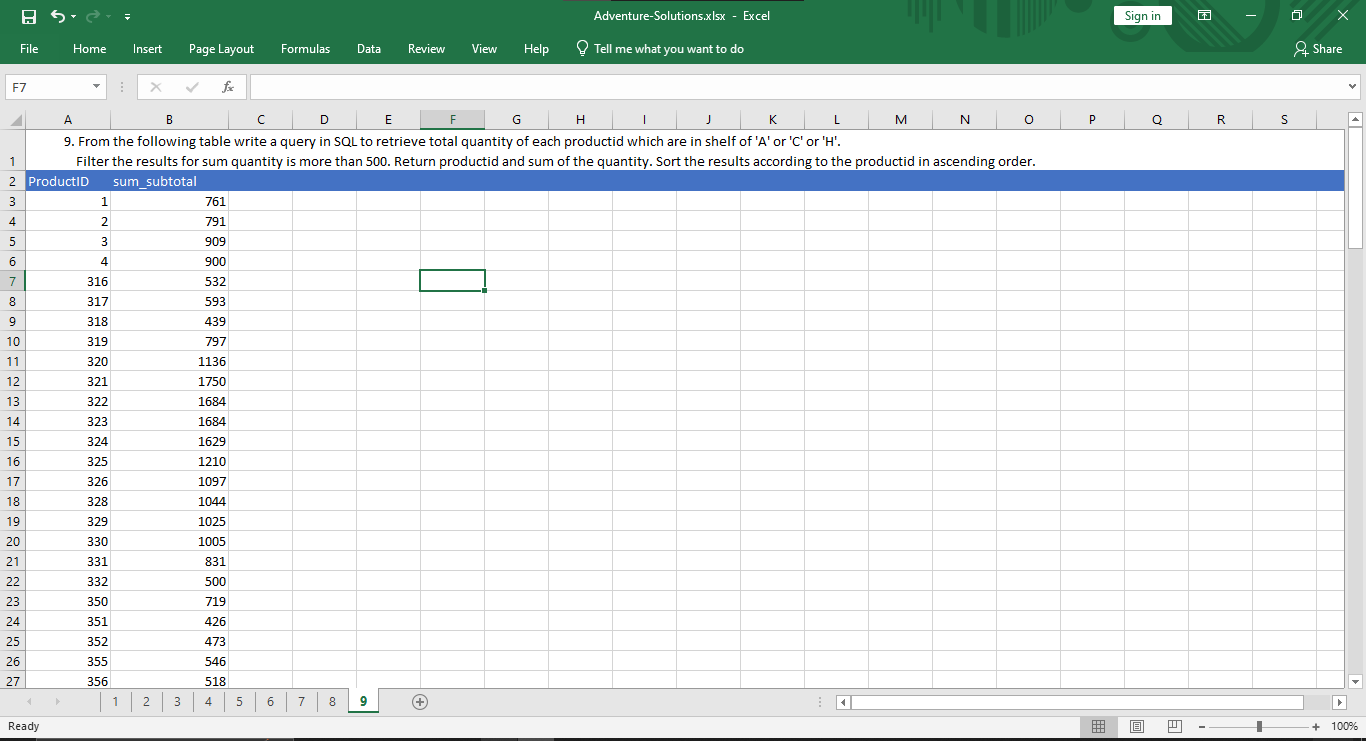 Adventure-Solutions.xlsx - Excel
Sign in
File Home Insert Page Layout Formulas Data Review View Help Tell me what you want to do Share
F7 fx
A B C D E F G H I J K L M N O P Q R S
9. From the following table write a query in SQL to retrieve total quantity of each productid which are in shelf of 'A' or 'C' or 'H'.
1 Filter the results for sum quantity is more than 500. Return productid and sum of the quantity. Sort the results according to the productid in ascending order.
2 ProductID sum_subtotal
3 1 761
4 2 791
5 3 909
6 4 900
7 316 532
8 317 593
9 318 439
10 319 797
11 320 1136
12 321 1750
13 322 1684
14 323 1684
15 324 1629
16 325 1210
17 326 1097
18 328 1044
19 329 1025
20 330 1005
21 331 831
22 332 500
23 350 719
24 351 426
25 352 473
26 355 546
27 356 518
1 2 3 4 5 6 7 8 9
Ready 100%